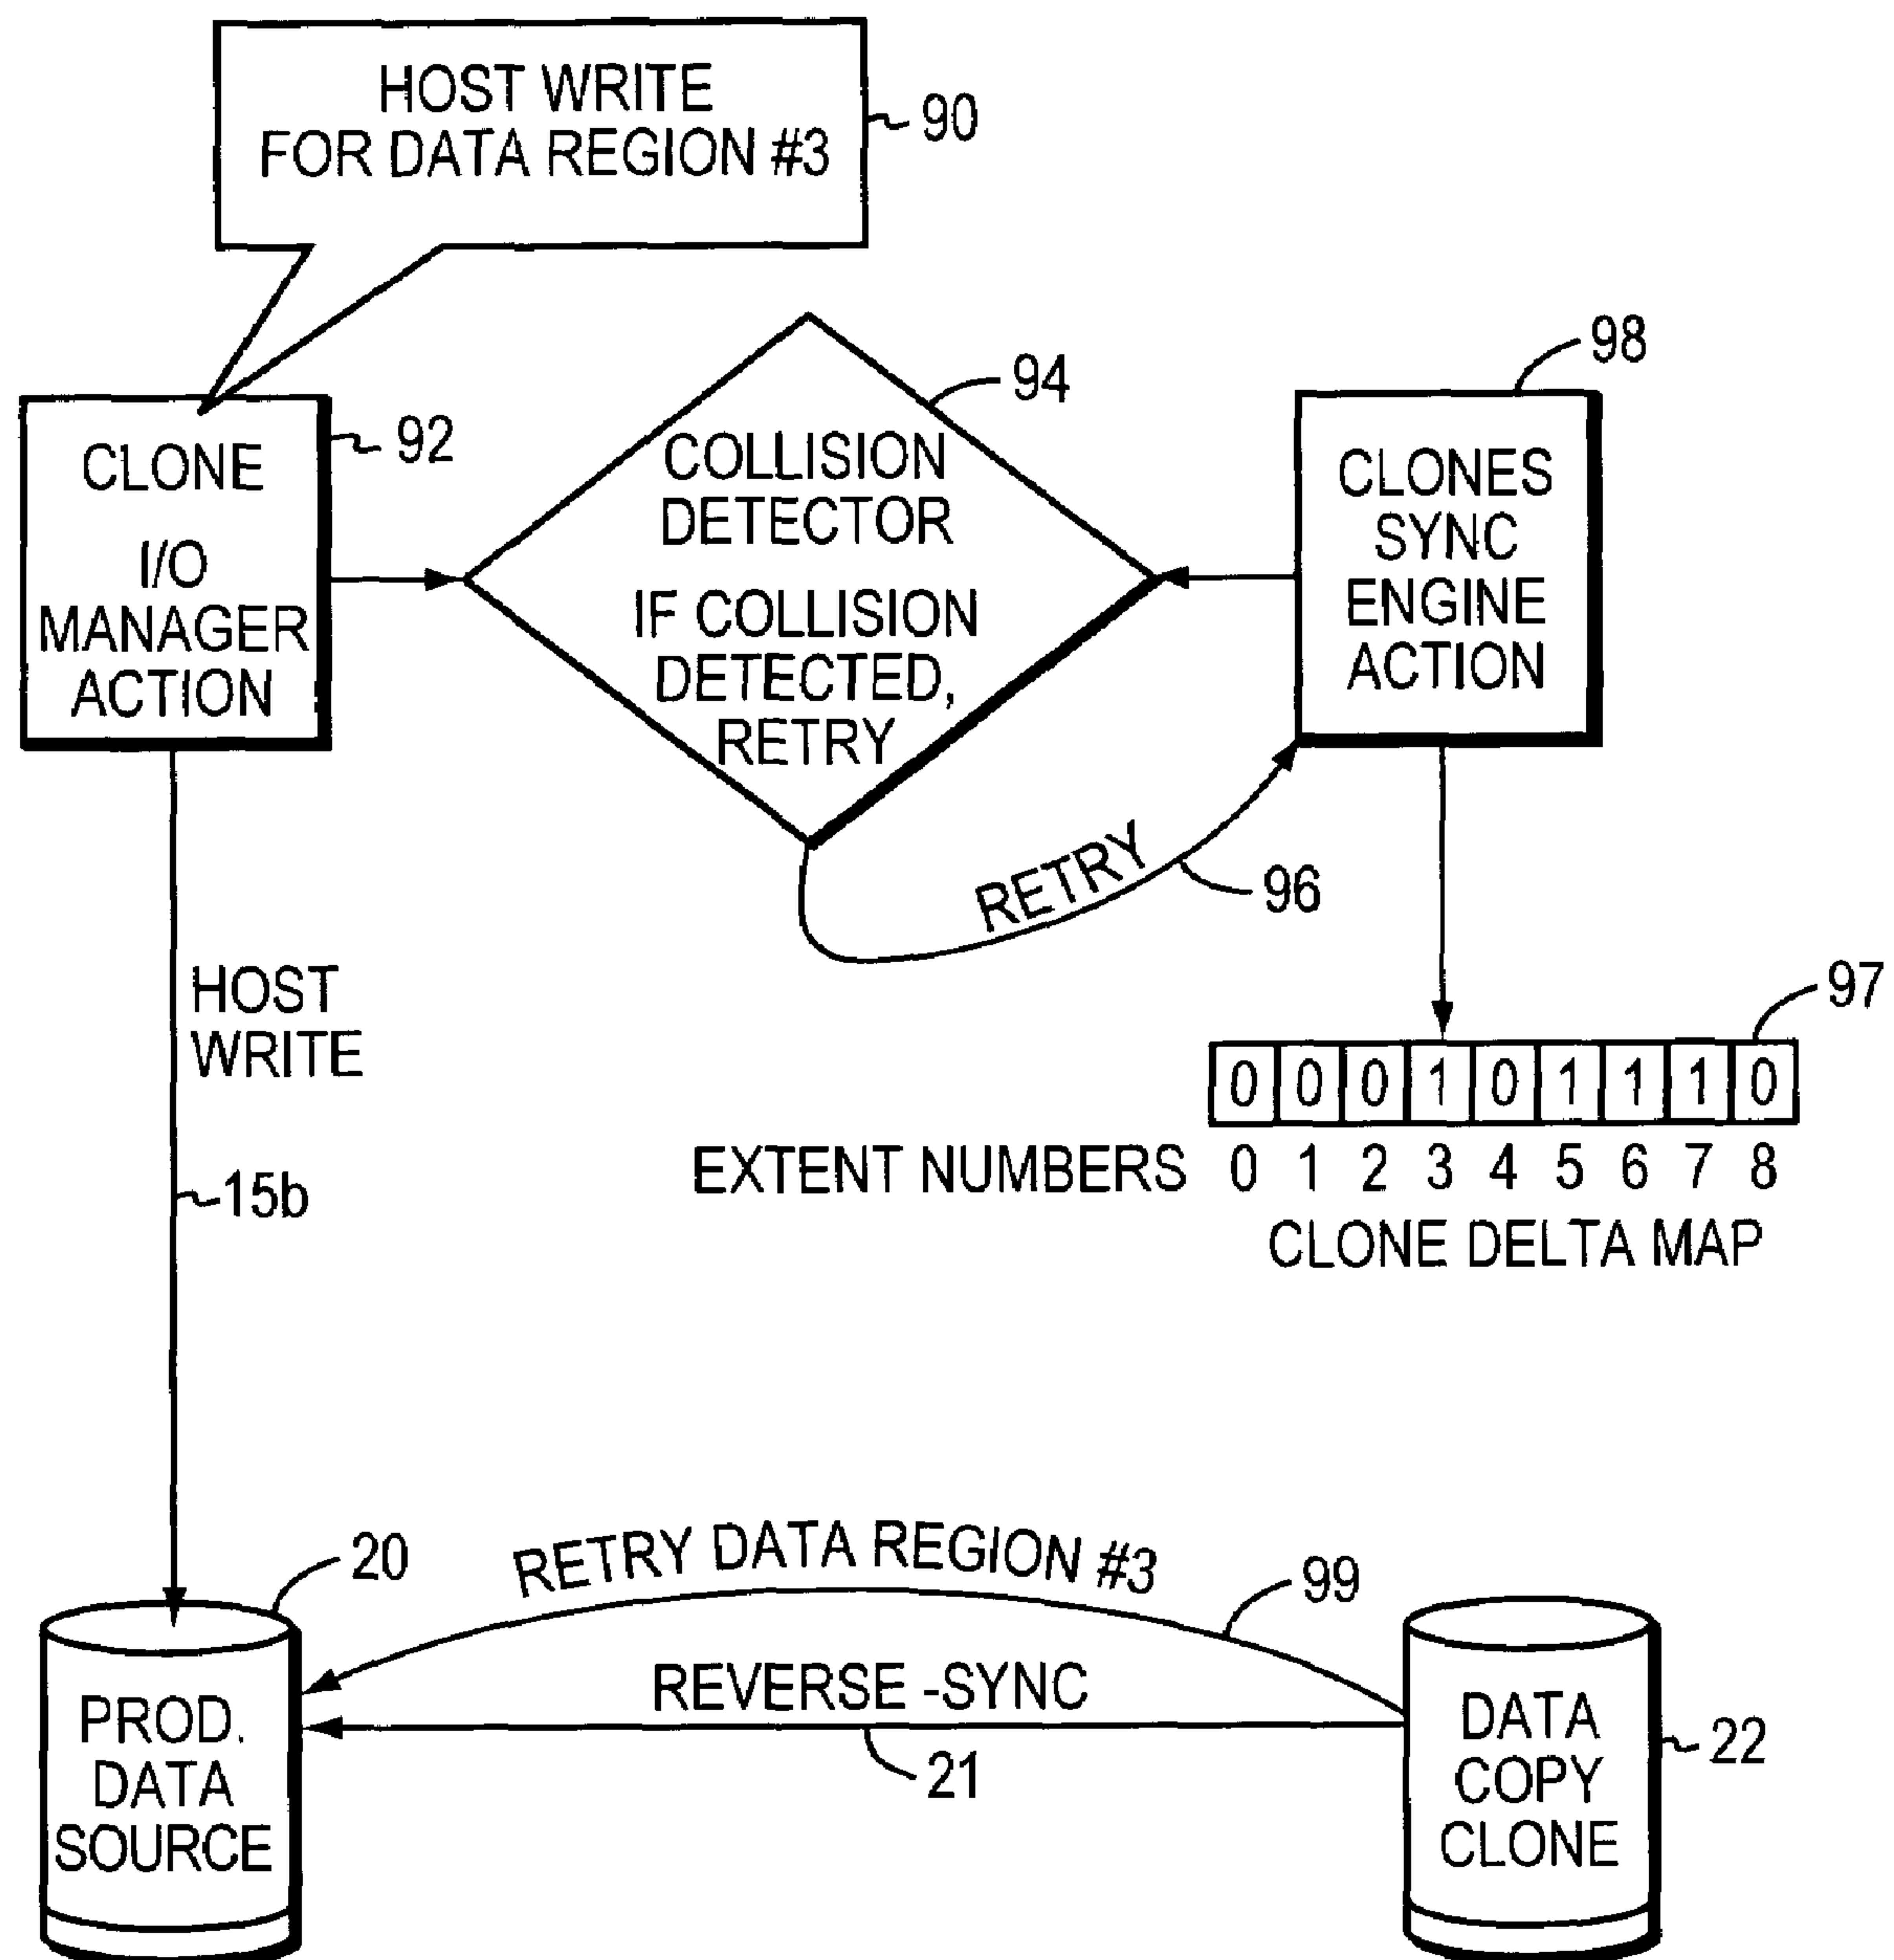 HOST WRITE
FOR DATA REGION #3
90
98
94
92
CLONE
I/O
MANAGER
ACTION
COLLISION
DETECTOR
IF COLLISION
DETECTED,
RETRY
CLONES
SYNC
ENGINE
ACTION
RETRY
96
HOST
WRITE
97
0 0 0 1 0 1 1 1 0
EXTENT NUMBERS 0 1 2 3 4 5 6 7 8
CLONE DELTA MAP
15b
20
RETRY DATA REGION #3
99
REVERSE -SYNC
21
PROD.
DATA
SOURCE
DATA
COPY
CLONE
22